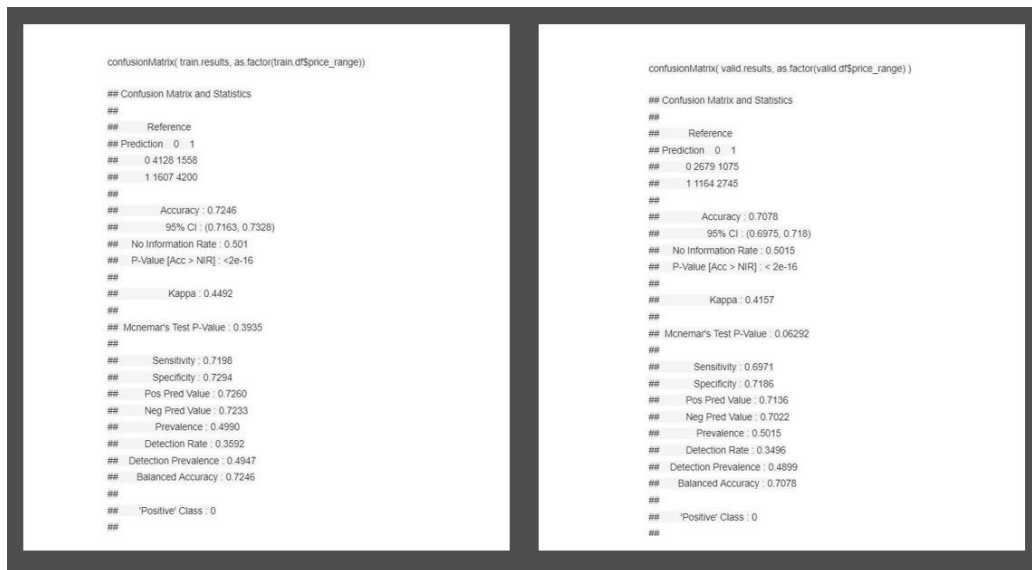 confusionMatrix( train.results, as.factor(train.df$price_range))
## Confusion Matrix and Statistics
##
## Reference
## Prediction 0 1
## 0 4128 1558
## 1 1607 4200
##
## Accuracy : 0.7246
## 95% CI : (0.7163, 0.7328)
## No Information Rate : 0.501
## P-Value [Acc > NIR] : <2e-16
##
## Kappa : 0.4492
##
## Mcnemar's Test P-Value : 0.3935
##
## Sensitivity : 0.7198
## Specificity : 0.7294
## Pos Pred Value : 0.7260
## Neg Pred Value : 0.7233
## Prevalence : 0.4990
## Detection Rate : 0.3592
## Detection Prevalence : 0.4947
## Balanced Accuracy : 0.7246
##
## 'Positive' Class : 0
##
confusionMatrix( valid.results, as.factor(valid.df$price_range) )
## Confusion Matrix and Statistics
##
## Reference
## Prediction 0 1
## 0 2679 1075
## 1 1164 2745
##
## Accuracy : 0.7078
## 95% CI : (0.6975, 0.718)
## No Information Rate : 0.5015
## P-Value [Acc > NIR] : < 2e-16
##
## Kappa : 0.4157
##
## Mcnemar's Test P-Value : 0.06292
##
## Sensitivity : 0.6971
## Specificity : 0.7186
## Pos Pred Value : 0.7136
## Neg Pred Value : 0.7022
## Prevalence : 0.5015
## Detection Rate : 0.3496
## Detection Prevalence : 0.4899
## Balanced Accuracy : 0.7078
##
## 'Positive' Class : 0
##